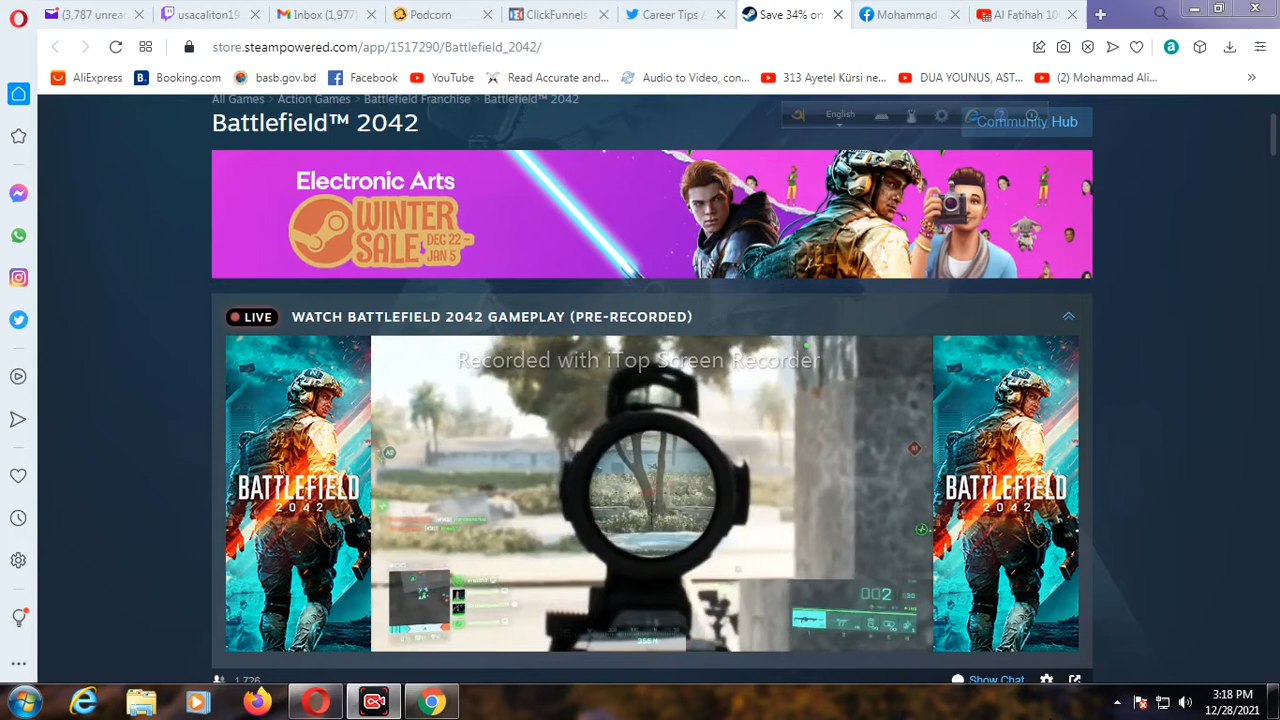 (3,787 unrea
usacaliton19
Inbox (1,977)
Podcorn
ClickFunnels
Career Tips /
Save 34% on
Mohammad
Al Fatihah 10
store.steampowered.com/app/1517290/Battlefield_2042/
AliExpress
Booking.com
basb.gov.bd
Facebook
YouTube
Read Accurate and...
Audio to Video, con...
313 Ayetel Kürsi ne...
DUA YOUNUS, AST...
(2) Mohammad Ali...
All Games > Action Games > Battlefield Franchise > Battlefield™ 2042
Battlefield™ 2042
English
Community Hub
Electronic Arts
WINTER
SALE
DEC 22 –
JAN 5
LIVE
WATCH BATTLEFIELD 2042 GAMEPLAY (PRE-RECORDED)
Recorded with iTop Screen Recorder
A2
BATTLEFIELD
2042
BATTLEFIELD
2042
002
1,726
Show Chat
3:18 PM
12/28/2021